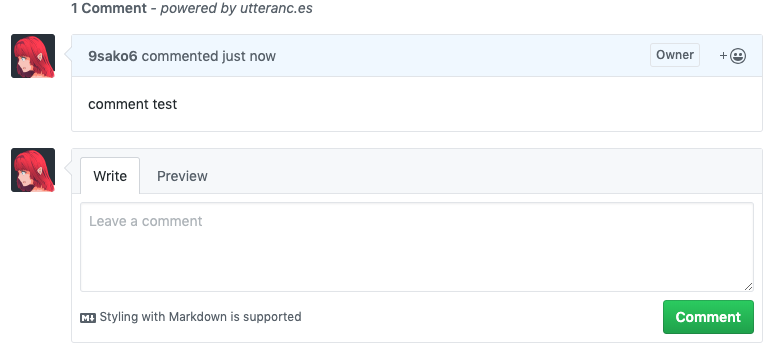 1 Comment - powered by utteranc.es
9sako6 commented just now Owner +
comment test
Write Preview
Leave a comment
Styling with Markdown is supported Comment